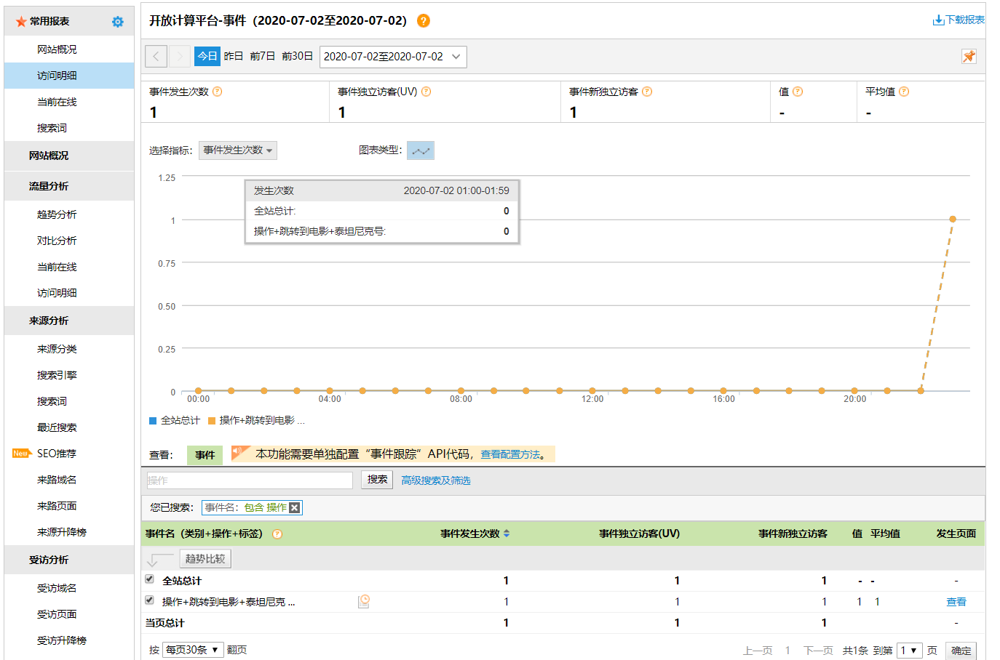 常用报表
网站概况
访问明细
当前在线
搜索词
网站概况
流量分析
趋势分析
对比分析
当前在线
访问明细
来源分析
来源分类
搜索引擎
搜索词
最近搜索
New SEO推荐
来路域名
来路页面
来源升降榜
受访分析
受访域名
受访页面
受访升降榜
开放计算平台-事件（2020-07-02至2020-07-02） ?
下载报表
今日 昨日 前7日 前30日 2020-07-02至2020-07-02
事件发生次数 ? 事件独立访客(UV) ? 事件新独立访客 ? 值 ? 平均值 ?
1 1 1 - -
选择指标： 事件发生次数 图表类型：
1.25
发生次数 2020-07-02 01:00-01:59
全站总计: 0
操作+跳转到电影+泰坦尼克号: 0
1
0.75
0.50
0.25
0
00:00 04:00 08:00 12:00 16:00 20:00
全站总计 操作+跳转到电影 ...
查看： 事件 本功能需要单独配置“事件跟踪”API代码，查看配置方法。
操作 搜索 高级搜索及筛选
您已搜索： 事件名：包含 操作
事件名（类别+操作+标签） ? 事件发生次数 事件独立访客(UV) 事件新独立访客 值 平均值 发生页面
趋势比较
全站总计 1 1 1 - - -
操作+跳转到电影+泰坦尼克 ... 1 1 1 1 1 查看
当页总计 1 1 1 -
按 每页30条 ▼ 翻页 上一页 1 下一页 共1条 到第 1 ▼ 页 确定